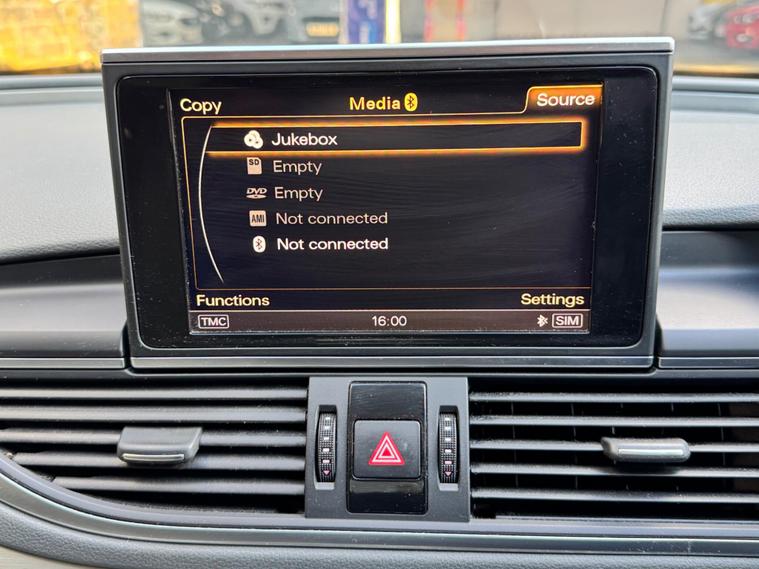 Copy
Media
Source
Jukebox
SD
Empty
DVD
Empty
AMI
Not connected
Not connected
Functions
Settings
TMC
16:00
SIM